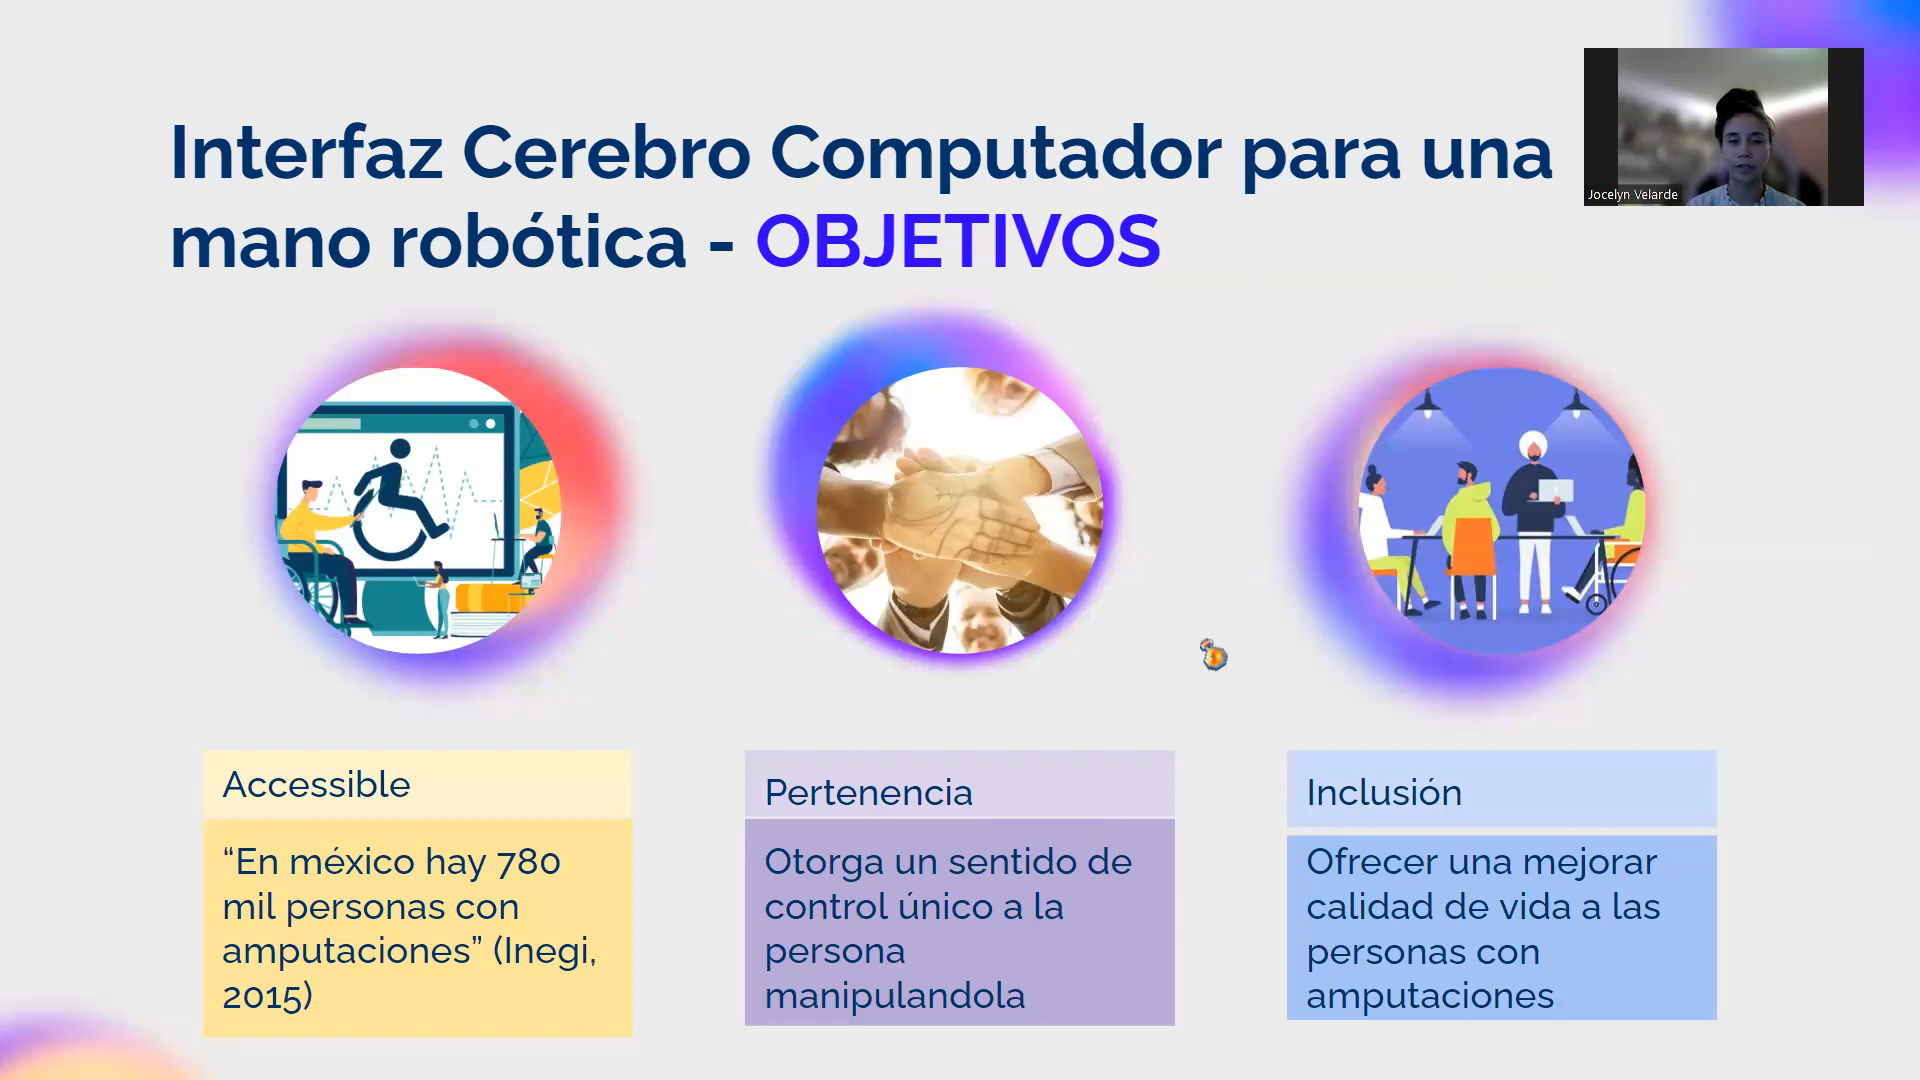 Interfaz Cerebro Computador para una
mano robótica - OBJETIVOS
Jocelyn Velarde
Accessible
“En méxico hay 780
mil personas con
amputaciones” (Inegi,
2015)
Pertenencia
Otorga un sentido de
control único a la
persona
manipulandola
Inclusión
Ofrecer una mejorar
calidad de vida a las
personas con
amputaciones